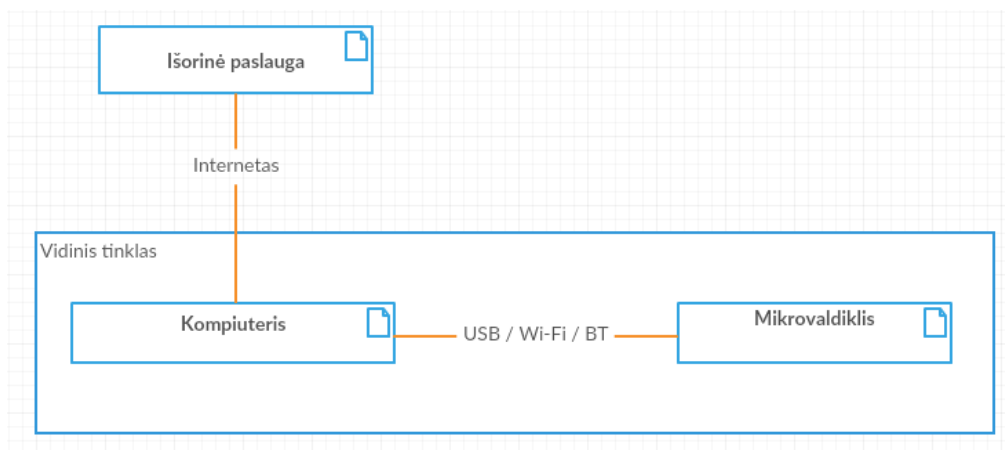 Išorinė paslauga
Internetas
Vidinis tinklas
Kompiuteris
USB / Wi-Fi / BT
Mikrovaldiklis